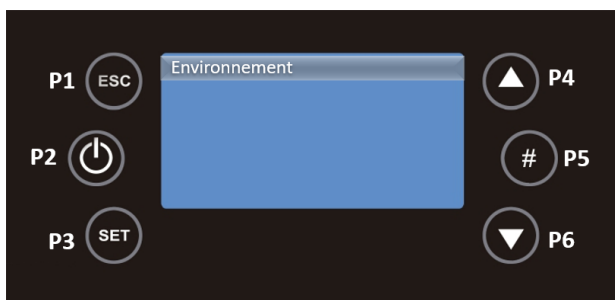 Environnement
P1 ESC
P4
P2
# P5
P3 SET
P6